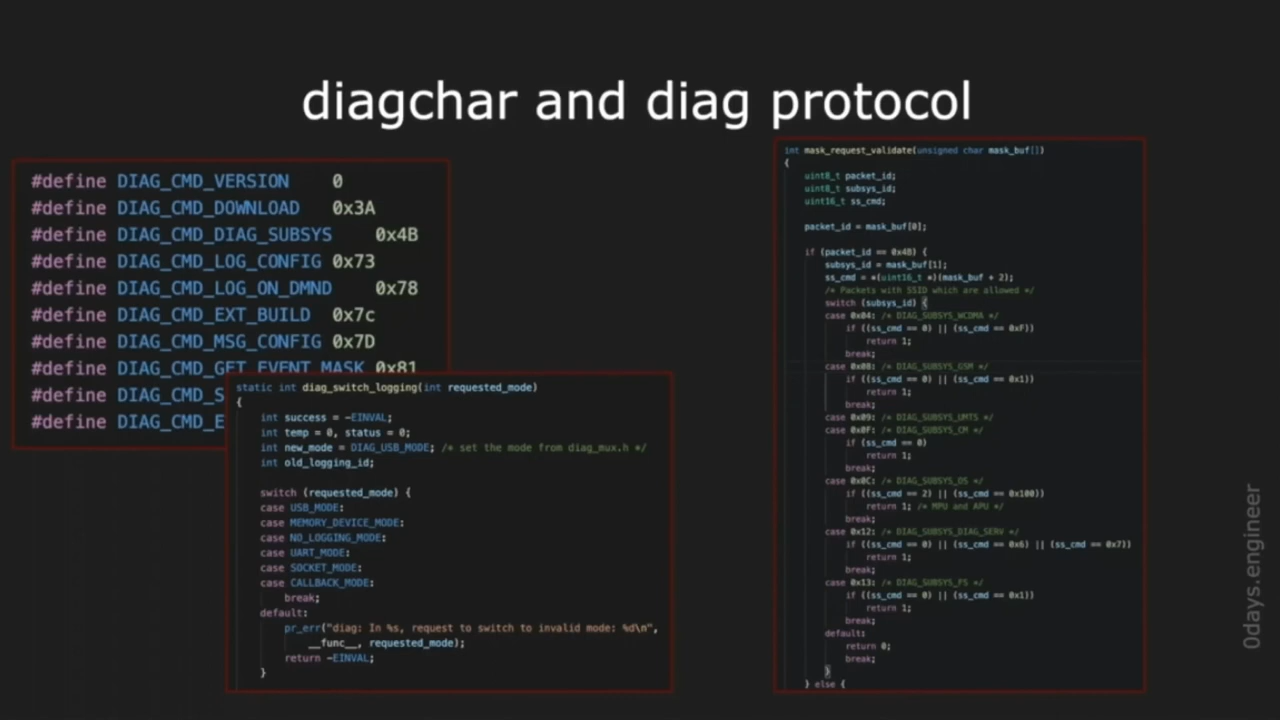 diagchar and diag protocol
#define DIAG_CMD_VERSION 0
#define DIAG_CMD_DOWNLOAD 0x3A
#define DIAG_CMD_DIAG_SUBSYS 0x4B
#define DIAG_CMD_LOG_CONFIG 0x73
#define DIAG_CMD_LOG_ON_DMND 0x78
#define DIAG_CMD_EXT_BUILD 0x7c
#define DIAG_CMD_MSG_CONFIG 0x7D
#define DIAG_CMD_GET_EVENT_MASK 0x81
#define DIAG_CMD_S
#define DIAG_CMD_E
static int diag_switch_logging(int requested_mode)
{
int success = -EINVAL;
int temp = 0, status = 0;
int new_mode = DIAG_USB_MODE; /* set the mode from diag_mux.h */
int old_logging_id;
switch (requested_mode) {
case USB_MODE:
case MEMORY_DEVICE_MODE:
case NO_LOGGING_MODE:
case UART_MODE:
case SOCKET_MODE:
case CALLBACK_MODE:
break;
default:
pr_err("diag: In %s, request to switch to invalid mode: %d\n",
__func__, requested_mode);
return -EINVAL;
}
int mask_request_validate(unsigned char mask_buf[])
{
uint8_t packet_id;
uint8_t subsys_id;
uint16_t ss_cmd;
packet_id = mask_buf[0];
if (packet_id == 0x4B) {
subsys_id = mask_buf[1];
ss_cmd = *(uint16_t *)(mask_buf + 2);
/* Packets with SSID which are allowed */
switch (subsys_id) {
case 0x04: /* DIAG_SUBSYS_WCDMA */
if ((ss_cmd == 0) || (ss_cmd == 0xF))
return 1;
break;
case 0x08: /* DIAG_SUBSYS_GSM */
if ((ss_cmd == 0) || (ss_cmd == 0x1))
return 1;
break;
case 0x09: /* DIAG_SUBSYS_UMTS */
case 0x0F: /* DIAG_SUBSYS_CM */
if (ss_cmd == 0)
return 1;
break;
case 0x0C: /* DIAG_SUBSYS_OS */
if ((ss_cmd == 2) || (ss_cmd == 0x100))
return 1; /* MPU and APU */
break;
case 0x12: /* DIAG_SUBSYS_DIAG_SERV */
if ((ss_cmd == 0) || (ss_cmd == 0x6) || (ss_cmd == 0x7))
return 1;
break;
case 0x13: /* DIAG_SUBSYS_FS */
if ((ss_cmd == 0) || (ss_cmd == 0x1))
return 1;
break;
default:
return 0;
break;
}
} else {
0days.engineer